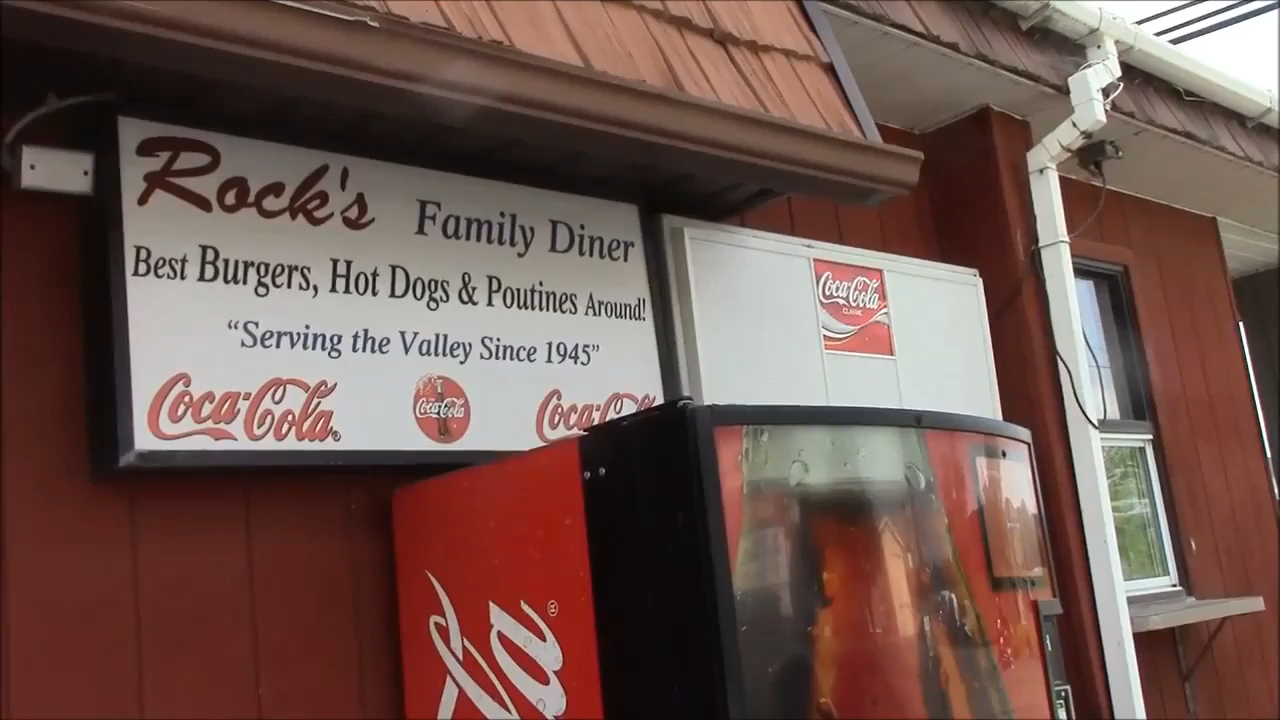 Rock's Family Diner
Best Burgers, Hot Dogs & Poutines Around!
"Serving the Valley Since 1945"
Coca-Cola®
Coca-Cola
Coca-Cola
Coca-Cola
CLASSIC
la®